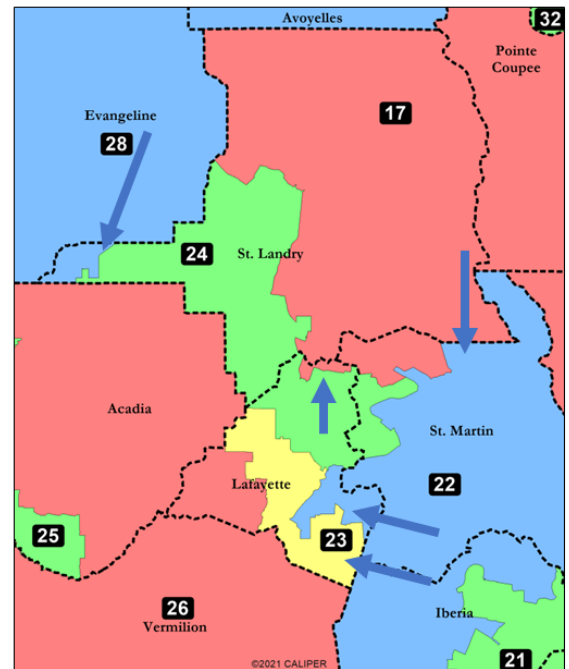 Avoyelles
32
Pointe
Coupee
17
Evangeline
28
24
St. Landry
Acadia
St. Martin
Lafayette
22
25
23
26
Vermilion
Iberia
21
©2021 CALIPER